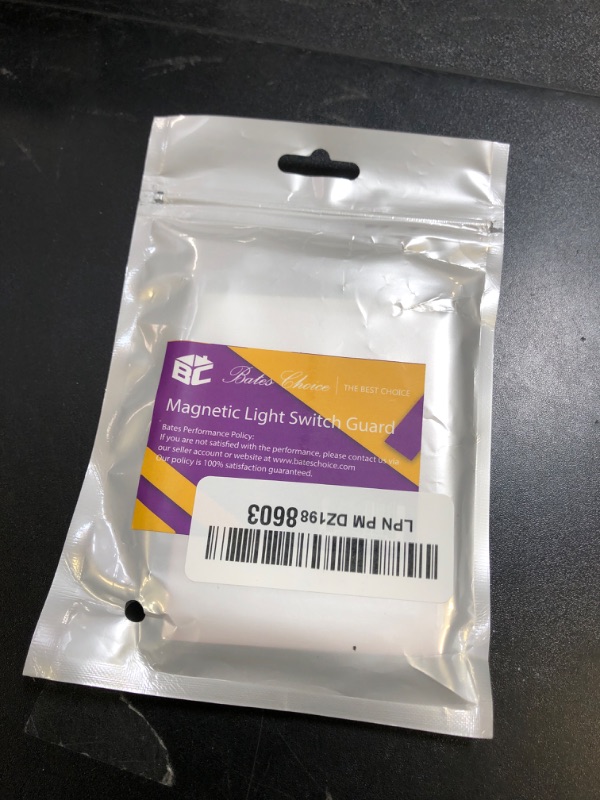 BC
Bates Choice | THE BEST CHOICE
Magnetic Light Switch Guard
Bates Performance Policy:
If you are not satisfied with the performance, please contact us via
our seller account or website at www.bateschoice.com
Our policy is 100% satisfaction guaranteed.
LPN PM DZ1988603